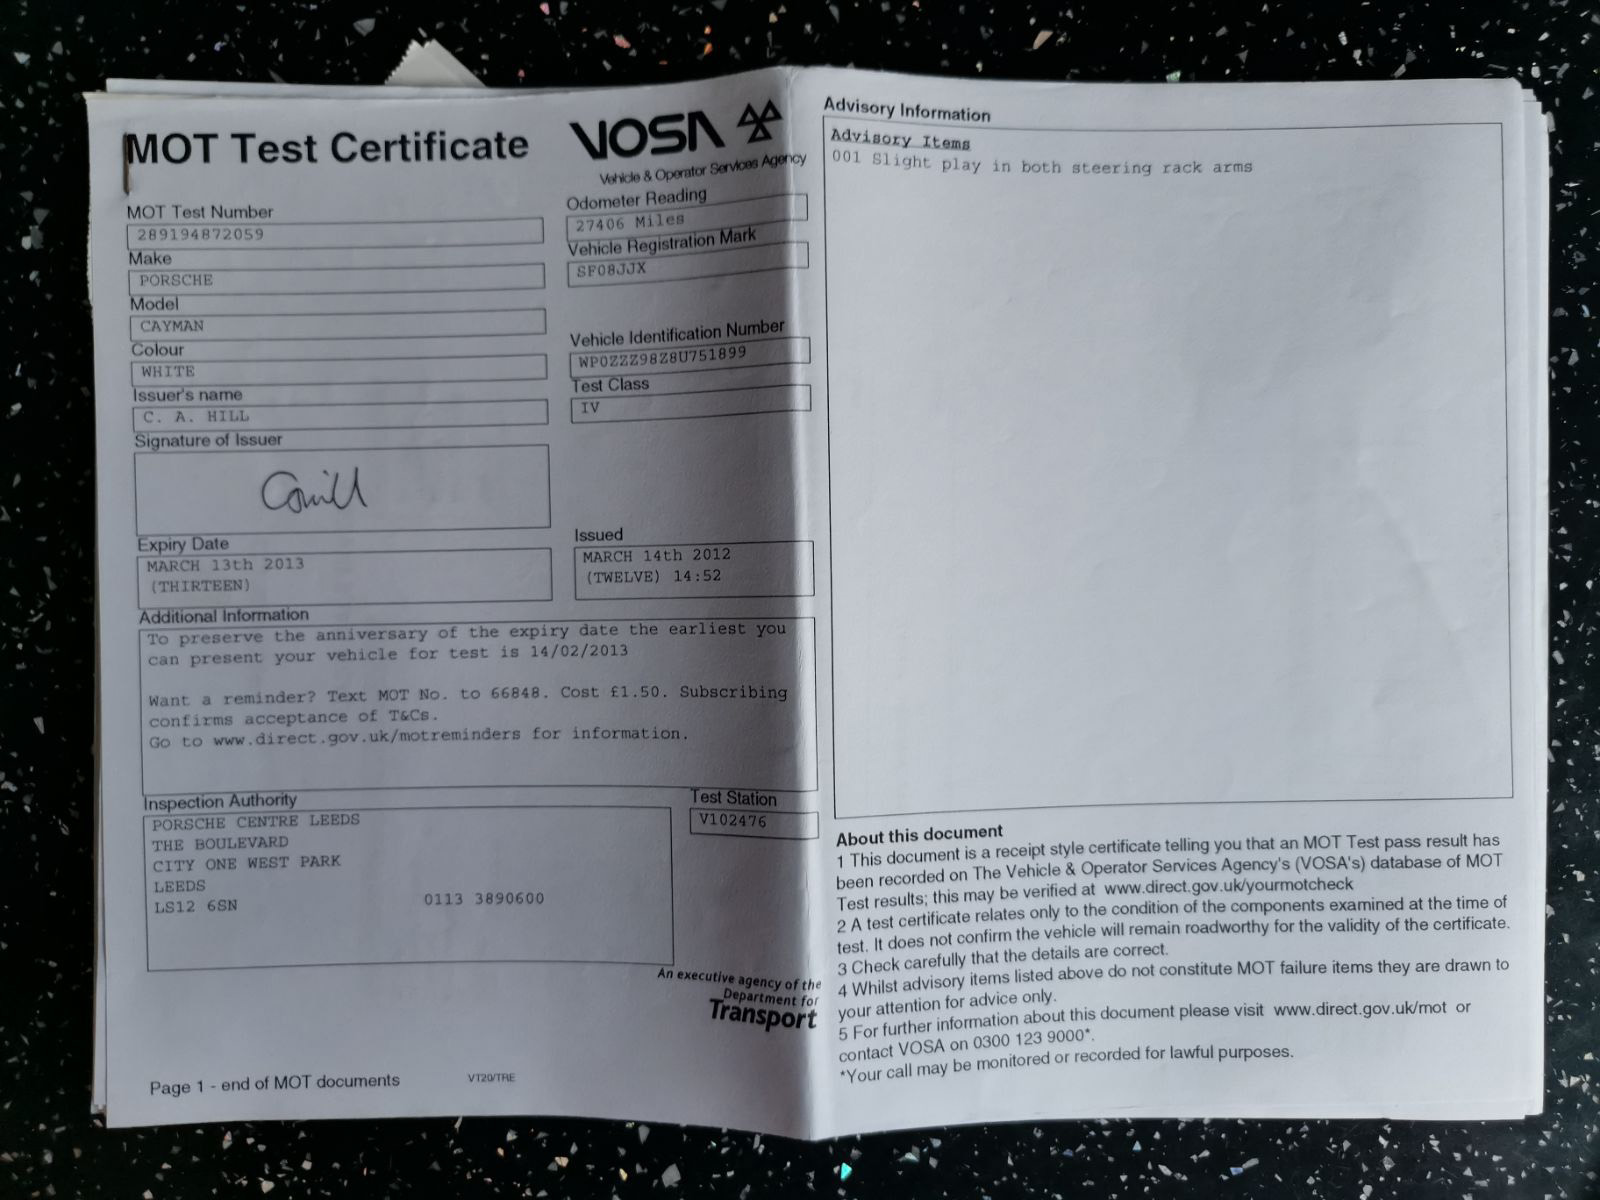 MOT Test Certificate
VOSA
Vehicle & Operator Services Agency
MOT Test Number
289194872059
Make
PORSCHE
Model
CAYMAN
Colour
WHITE
Issuer's name
C. A. HILL
Signature of Issuer
Expiry Date
MARCH 13th 2013
(THIRTEEN)
Odometer Reading
27406 Miles
Vehicle Registration Mark
SF08JJX
Vehicle Identification Number
WP0ZZZ98Z8U751899
Test Class
IV
Issued
MARCH 14th 2012
(TWELVE) 14:52
Additional Information
To preserve the anniversary of the expiry date the earliest you
can present your vehicle for test is 14/02/2013
Want a reminder? Text MOT No. to 66848. Cost £1.50. Subscribing
confirms acceptance of T&Cs.
Go to www.direct.gov.uk/motreminders for information.
Inspection Authority
PORSCHE CENTRE LEEDS
THE BOULEVARD
CITY ONE WEST PARK
LEEDS
LS12 6SN 0113 3890600
Test Station
V102476
An executive agency of the
Department for
Transport
Page 1 - end of MOT documents
VT20/TRE
Advisory Information
Advisory Items
001 Slight play in both steering rack arms
About this document
1 This document is a receipt style certificate telling you that an MOT Test pass result has
been recorded on The Vehicle & Operator Services Agency's (VOSA's) database of MOT
Test results; this may be verified at www.direct.gov.uk/yourmotcheck
2 A test certificate relates only to the condition of the components examined at the time of
test. It does not confirm the vehicle will remain roadworthy for the validity of the certificate.
3 Check carefully that the details are correct.
4 Whilst advisory items listed above do not constitute MOT failure items they are drawn to
your attention for advice only.
5 For further information about this document please visit www.direct.gov.uk/mot or
contact VOSA on 0300 123 9000*.
*Your call may be monitored or recorded for lawful purposes.